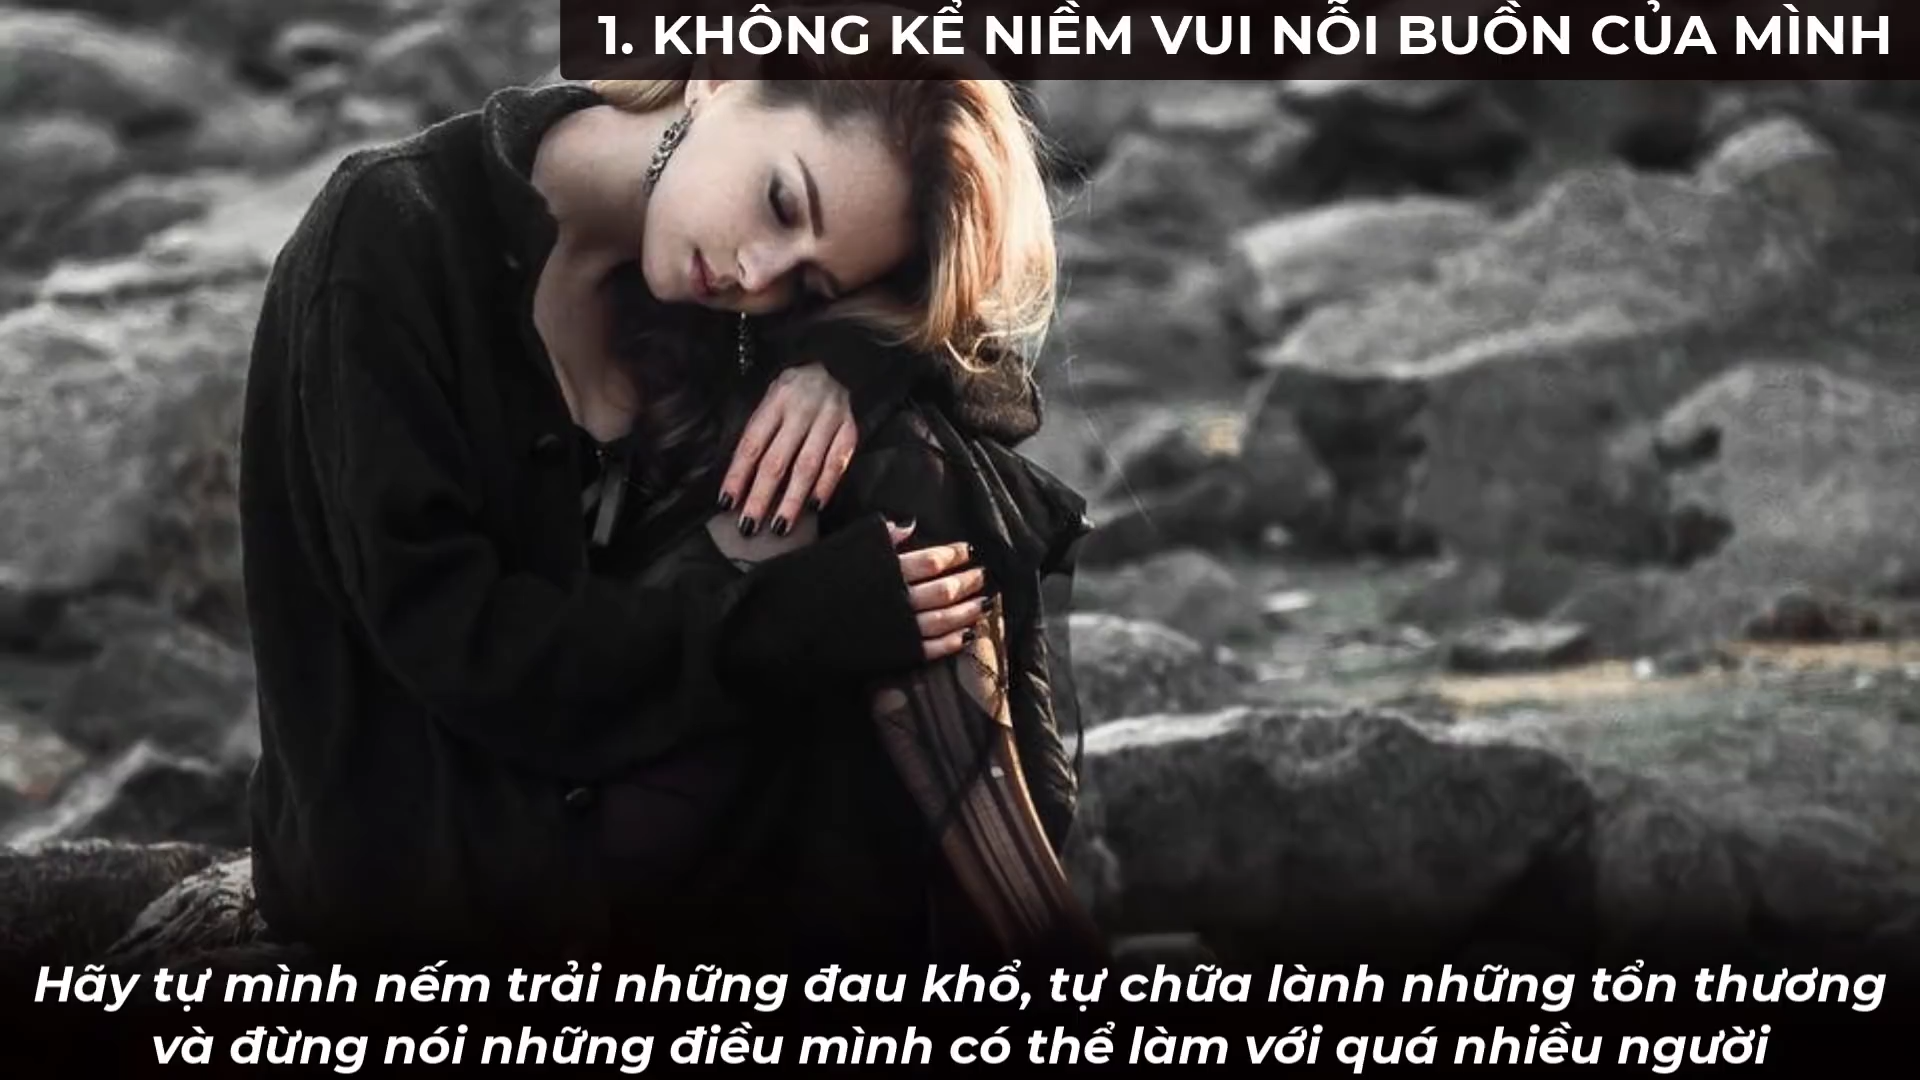 1. KHÔNG KỂ NIỀM VUI NỖI BUỒN CỦA MÌNH
Hãy tự mình nếm trải những đau khổ, tự chữa lành những tổn thương
và đừng nói những điều mình có thể làm với quá nhiều người